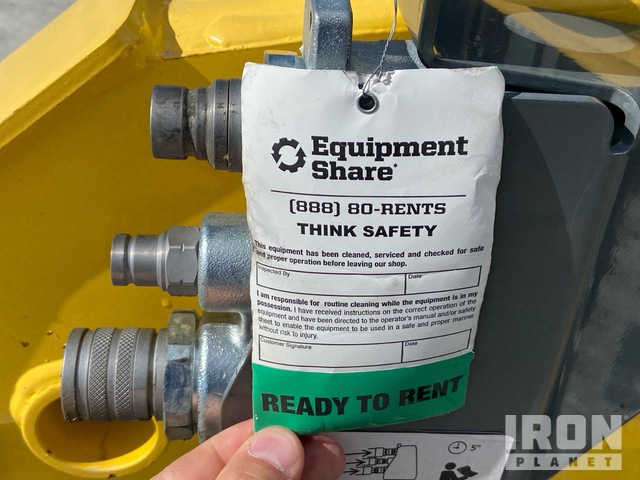 Equipment
Share
(888) 80-RENTS
THINK SAFETY
This equipment has been cleaned, serviced and checked for safe
and proper operation before leaving our shop.
Inspected By
Date
I am responsible for routine cleaning while the equipment is in my
possession. I have received instructions on the correct operation of the
equipment and have been directed to the operator's manual and/or safety
sheet to enable the equipment to be used in a safe and proper manner
without risk to injury.
Customer Signature
Date
READY TO RENT
5"
IRON
PLANET